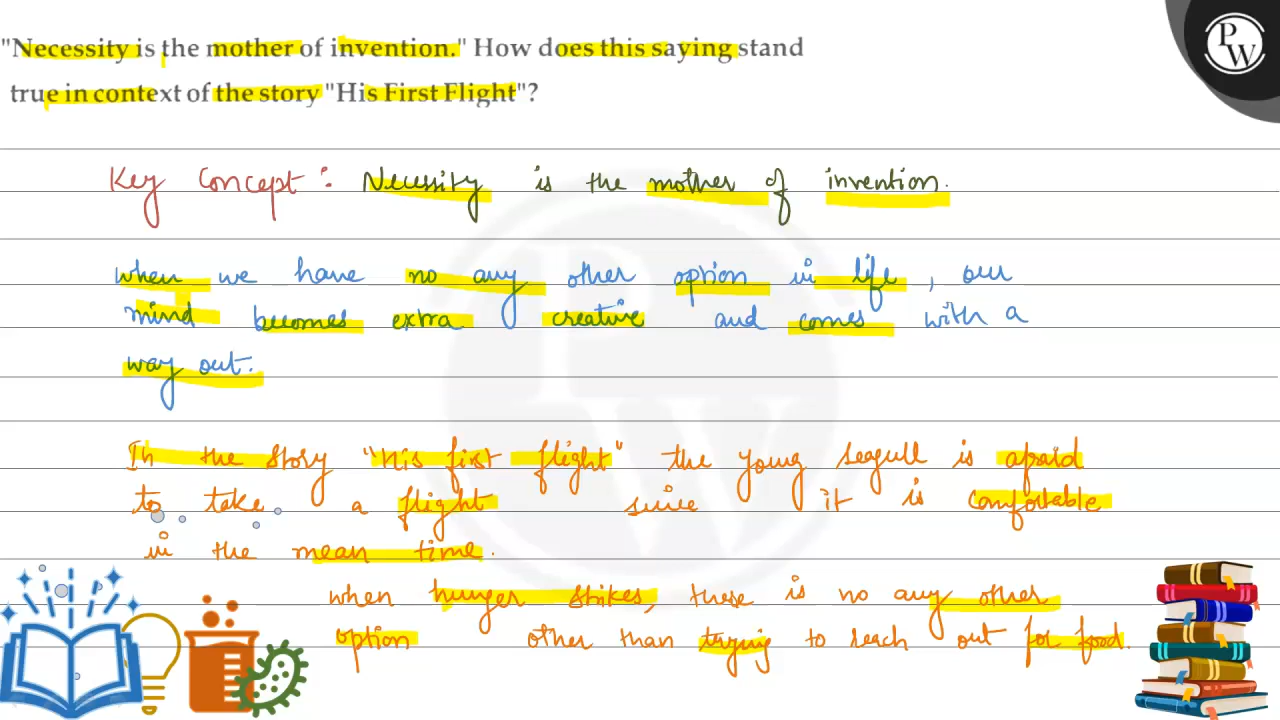 "Necessity is the mother of invention." How does this saying stand
true in context of the story "His First Flight"?
PW
Key Concept: Necessity is the mother of invention.
when we have no any other option in life, our
mind becomes extra creative and comes with a
way out.
In the story "His first flight" the young seagull is afraid
to take a flight since it is comfortable
in the mean time.
when hunger strikes, there is no any other
option other than trying to reach out for food.